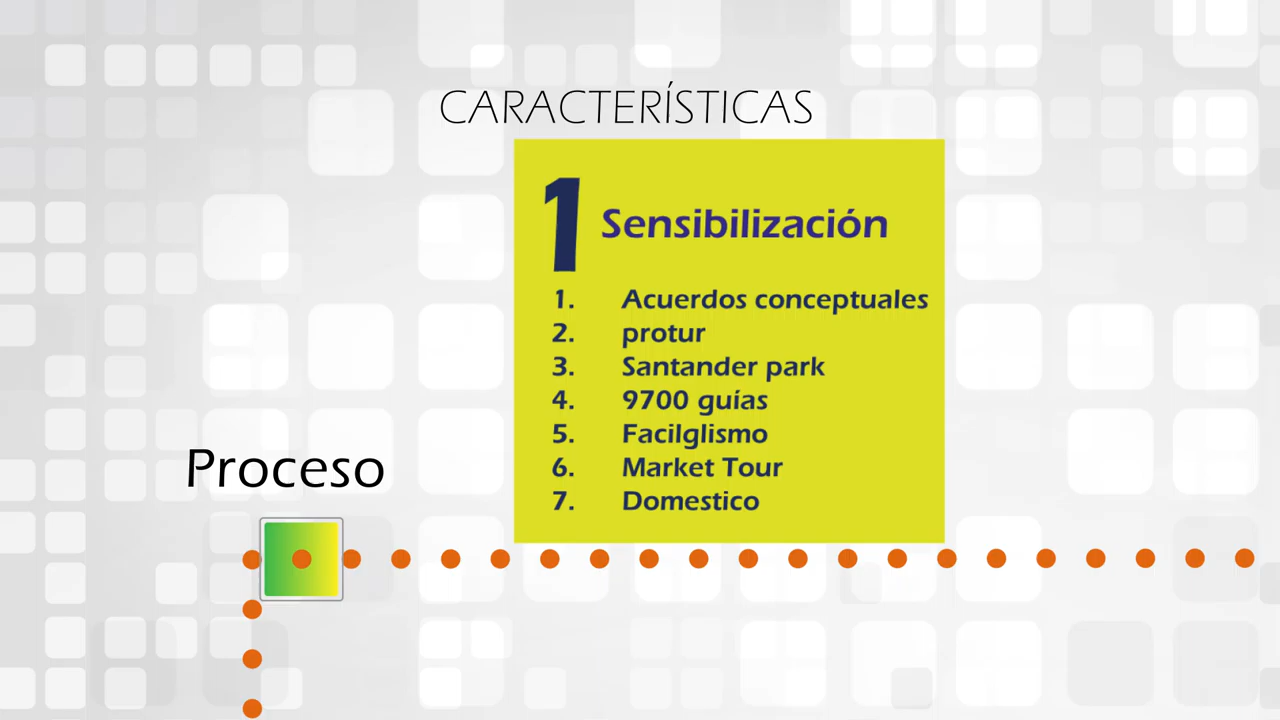 CARACTERÍSTICAS
1 Sensibilización
1. Acuerdos conceptuales
2. protur
3. Santander park
4. 9700 guías
5. Facilglismo
6. Market Tour
7. Domestico
Proceso